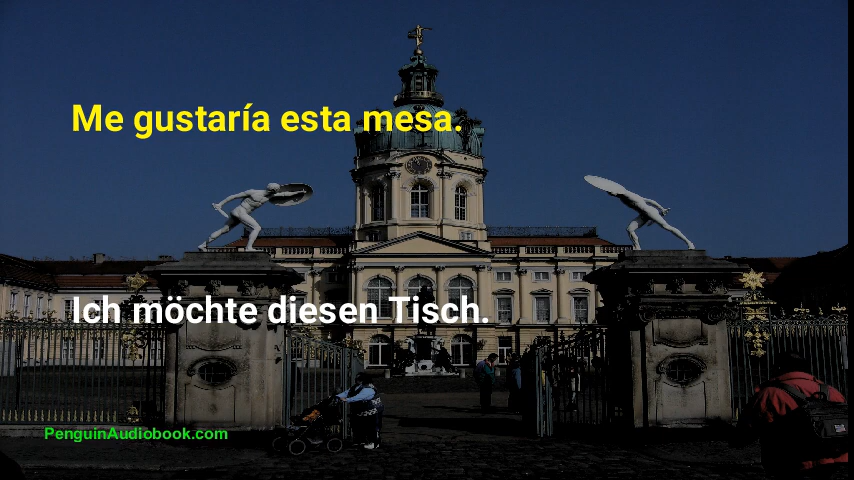 Me gustaría esta mesa.
Ich möchte diesen Tisch.
PenguinAudiobook.com